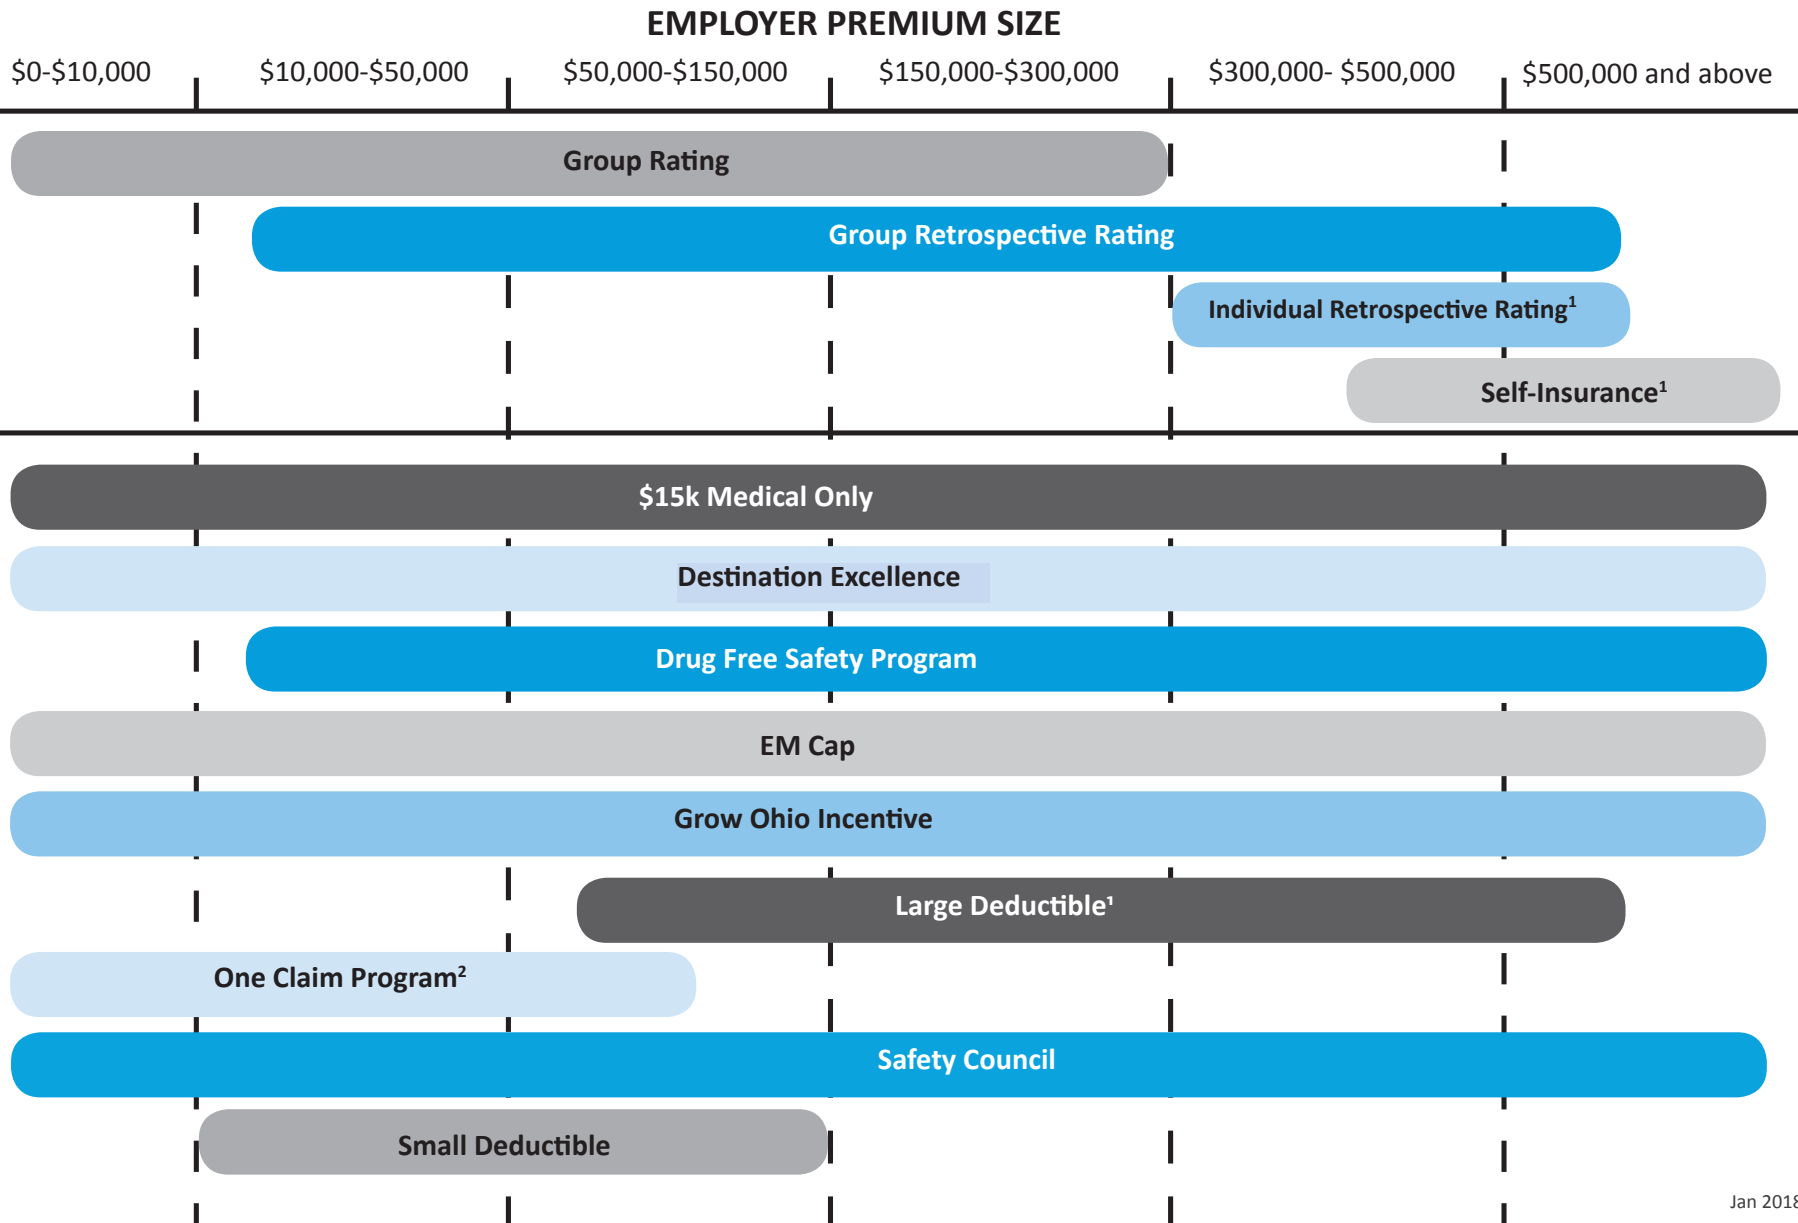 EMPLOYER PREMIUM SIZE
$0-$10,000 $10,000-$50,000 $50,000-$150,000 $150,000-$300,000 $300,000- $500,000 $500,000 and above
Group Rating
Group Retrospective Rating
Individual Retrospective Rating¹
Self-Insurance¹
$15k Medical Only
Destination Excellence
Drug Free Safety Program
EM Cap
Grow Ohio Incentive
Large Deductible¹
One Claim Program²
Safety Council
Small Deductible
Jan 2018